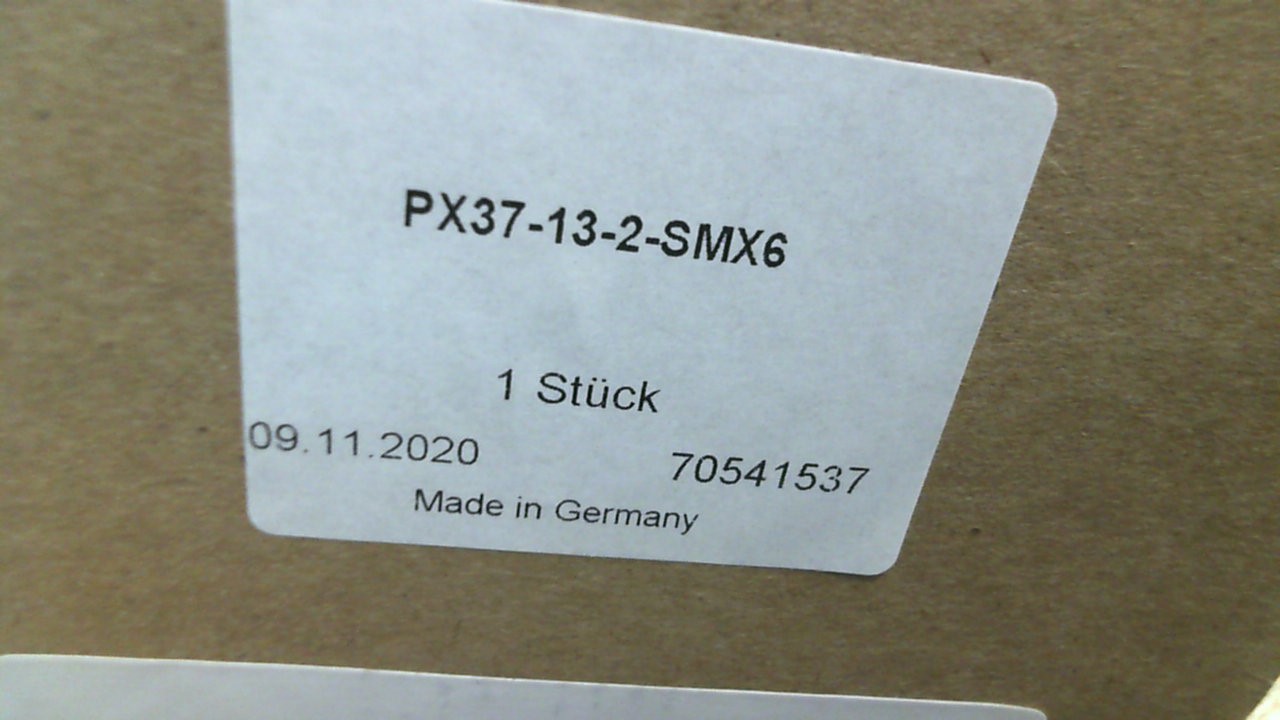 PX37-13-2-SMX6
1 Stück
09.11.2020 70541537
Made in Germany